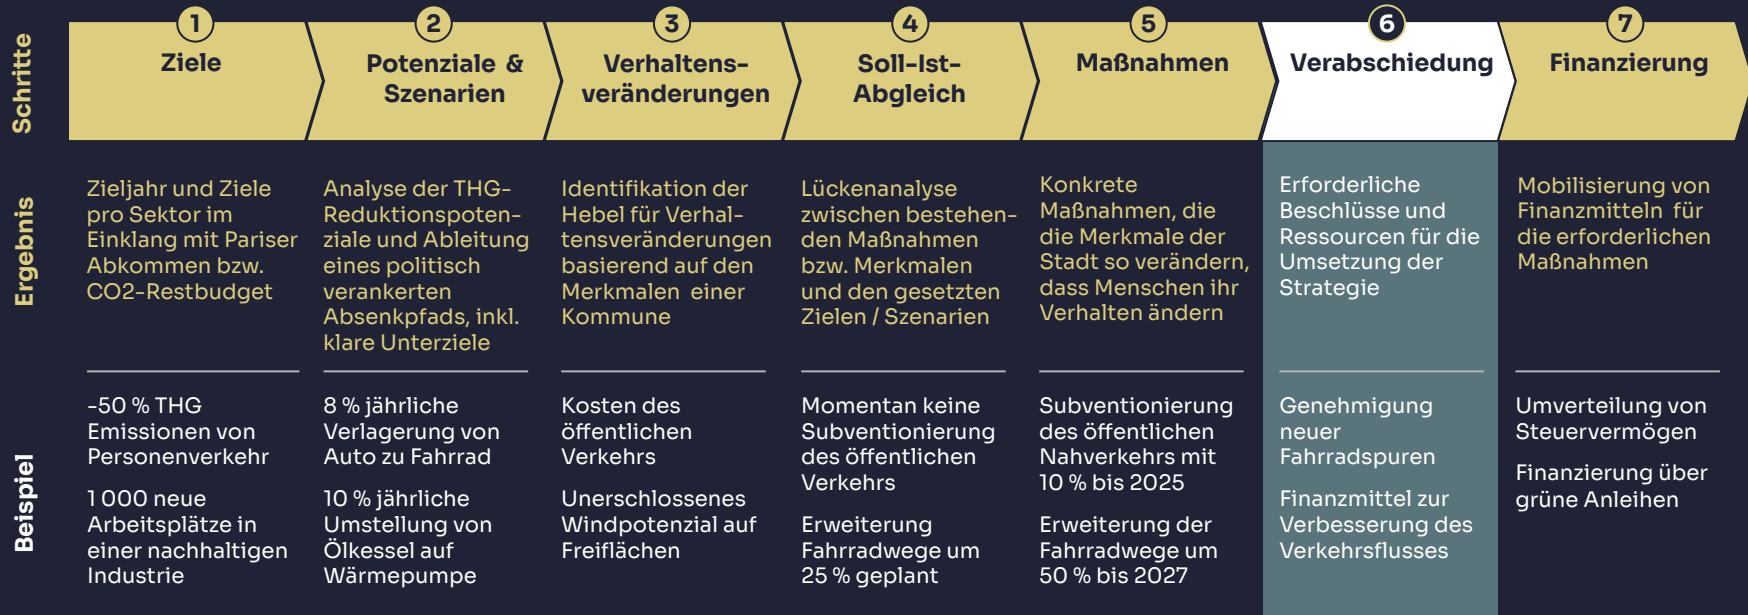 Schritte
1
Ziele
2
Potenziale &
Szenarien
3
Verhaltens-
veränderungen
4
Soll-Ist-
Abgleich
5
Maßnahmen
6
Verabschiedung
7
Finanzierung
Ergebnis
Zieljahr und Ziele
pro Sektor im
Einklang mit Pariser
Abkommen bzw.
CO2-Restbudget
Analyse der THG-
Reduktionspoten-
ziale und Ableitung
eines politisch
verankerten
Absenkpfads, inkl.
klare Unterziele
Identifikation der
Hebel für Verhal-
tensveränderungen
basierend auf den
Merkmalen einer
Kommune
Lückenanalyse
zwischen bestehen-
den Maßnahmen
bzw. Merkmalen
und den gesetzten
Zielen / Szenarien
Konkrete
Maßnahmen, die
die Merkmale der
Stadt so verändern,
dass Menschen ihr
Verhalten ändern
Erforderliche
Beschlüsse und
Ressourcen für die
Umsetzung der
Strategie
Mobilisierung von
Finanzmitteln für
die erforderlichen
Maßnahmen
Beispiel
-50 % THG
Emissionen von
Personenverkehr
1 000 neue
Arbeitsplätze in
einer nachhaltigen
Industrie
8 % jährliche
Verlagerung von
Auto zu Fahrrad
10 % jährliche
Umstellung von
Ölkessel auf
Wärmepumpe
Kosten des
öffentlichen
Verkehrs
Unerschlossenes
Windpotenzial auf
Freiflächen
Momentan keine
Subventionierung
des öffentlichen
Verkehrs
Erweiterung
Fahrradwege um
25 % geplant
Subventionierung
des öffentlichen
Nahverkehrs mit
10 % bis 2025
Erweiterung der
Fahrradwege um
50 % bis 2027
Genehmigung
neuer
Fahrradspuren
Finanzmittel zur
Verbesserung des
Verkehrsflusses
Umverteilung von
Steuervermögen
Finanzierung über
grüne Anleihen